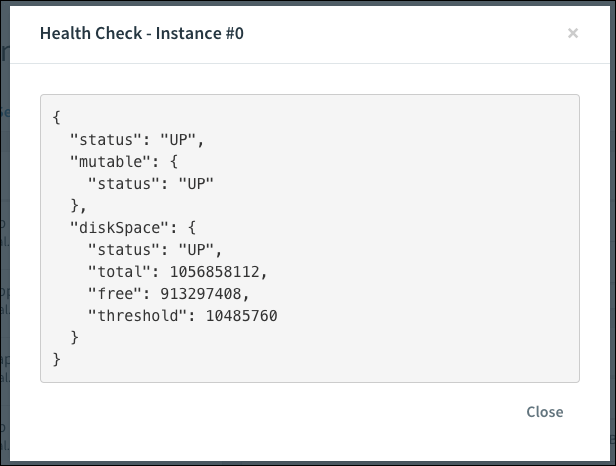 Health Check - Instance #0
×
{
"status": "UP",
"mutable": {
"status": "UP"
},
"diskSpace": {
"status": "UP",
"total": 1056858112,
"free": 913297408,
"threshold": 10485760
}
}
Close